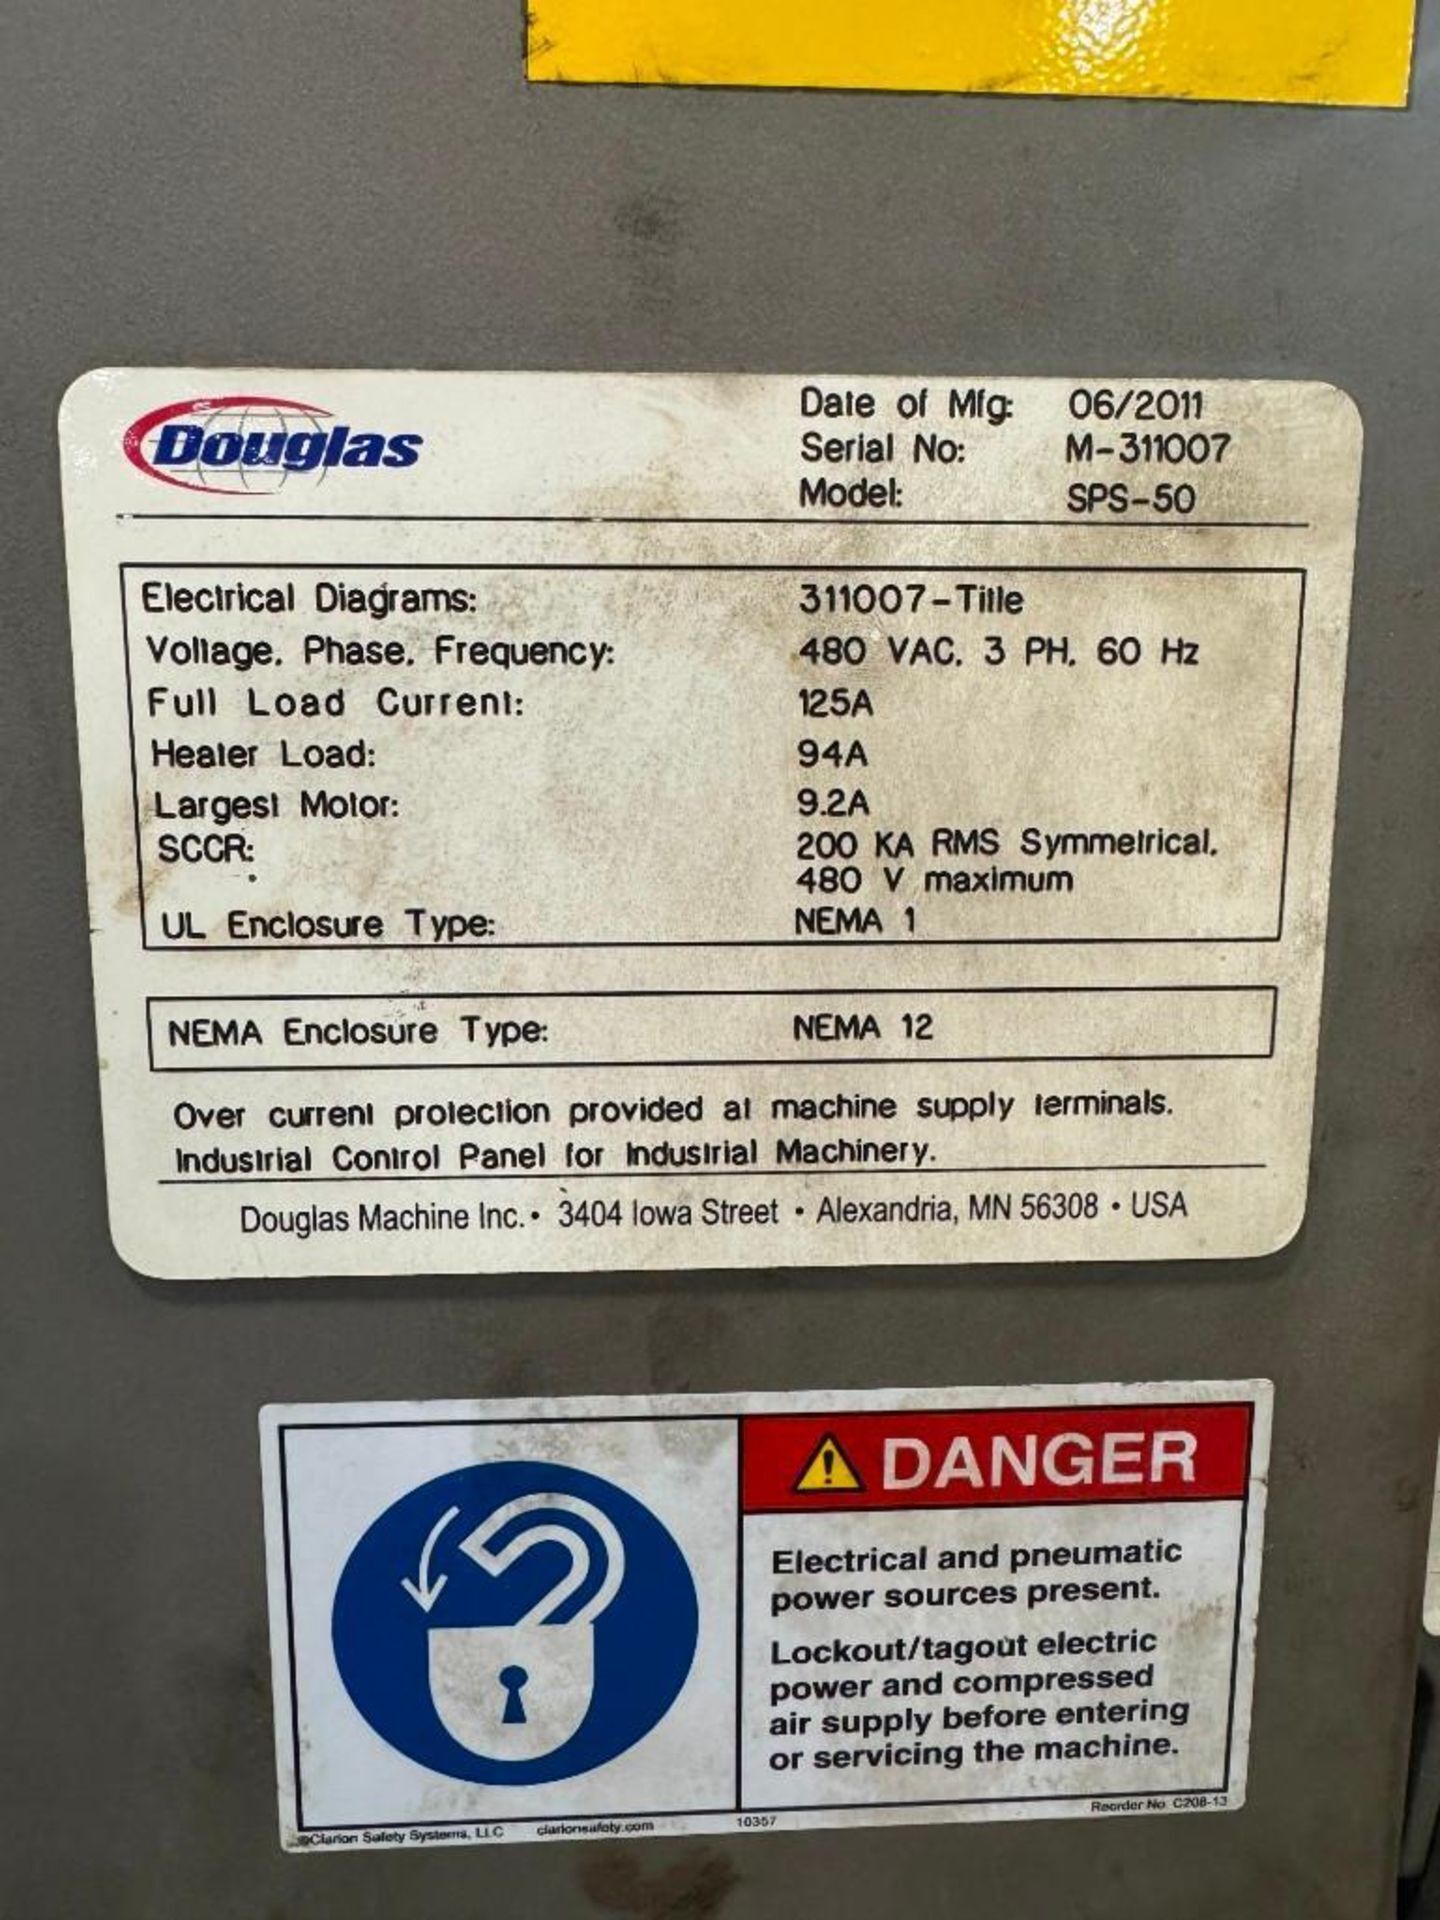 Douglas
Date of Mfg: 06/2011
Serial No: M-311007
Model: SPS-50
Electrical Diagrams: 311007-Title
Voltage, Phase, Frequency: 480 VAC, 3 PH, 60 Hz
Full Load Current: 125A
Heater Load: 94A
Largest Motor: 9.2A
SCCR: 200 KA RMS Symmetrical,
480 V maximum
UL Enclosure Type: NEMA 1
NEMA Enclosure Type: NEMA 12
Over current protection provided at machine supply terminals.
Industrial Control Panel for Industrial Machinery.
Douglas Machine Inc. • 3404 Iowa Street • Alexandria, MN 56308 • USA
DANGER
Electrical and pneumatic
power sources present.
Lockout/tagout electric
power and compressed
air supply before entering
or servicing the machine.
©Clarion Safety Systems, LLC clarionsafety.com 10357 Reorder No. C208-13